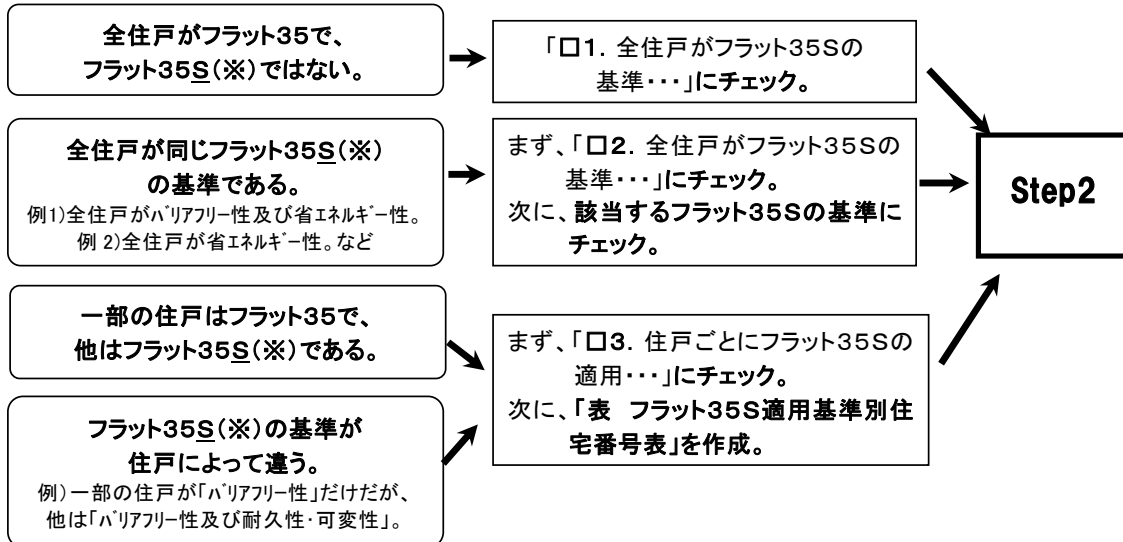 全住戸がフラット35で、
フラット35S(※)ではない。
「□1. 全住戸がフラット35Sの
基準・・・」にチェック。
全住戸が同じフラット35S(※)
の基準である。
例1)全住戸がバリアフリー性及び省エネルギー性。
例 2)全住戸が省エネルギー性。など
まず、「□2. 全住戸がフラット35Sの
基準・・・」にチェック。
次に、該当するフラット35Sの基準に
チェック。
Step2
一部の住戸はフラット35で、
他はフラット35S(※)である。
フラット35S(※)の基準が
住戸によって違う。
例)一部の住戸が「バリアフリー性」だけだが、
他は「バリアフリー性及び耐久性・可変性」。
まず、「□3. 住戸ごとにフラット35Sの
適用・・・」にチェック。
次に、「表　フラット35S適用基準別住
宅番号表」を作成。